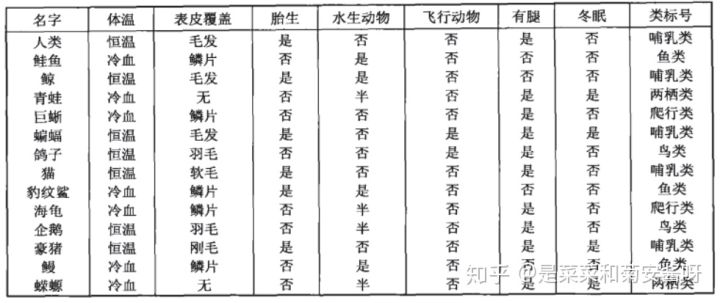 名字 体温 表皮覆盖 胎生 水生动物 飞行动物 有腿 冬眠 类标号
人类 恒温 毛发 是 否 否 是 否 哺乳类
鲑鱼 冷血 鳞片 否 是 否 否 否 鱼类
鲸 恒温 毛发 是 是 否 否 否 哺乳类
青蛙 冷血 无 否 半 否 是 是 两栖类
巨蜥 冷血 鳞片 否 否 否 是 否 爬行类
蝙蝠 恒温 毛发 是 否 是 是 是 哺乳类
鸽子 恒温 羽毛 否 否 是 是 否 鸟类
猫 恒温 软毛 是 否 否 是 否 哺乳类
豹纹鲨 冷血 鳞片 是 是 否 否 否 鱼类
海龟 冷血 鳞片 否 半 否 是 否 爬行类
企鹅 恒温 羽毛 否 半 否 是 否 鸟类
豪猪 恒温 刚毛 是 否 否 是 是 哺乳类
鳗 冷血 鳞片 否 是 否 否 否 鱼类
蝾螈 冷血 无 否 半 否 是 是 两栖类
知乎 @是菜菜和菊安酱呀